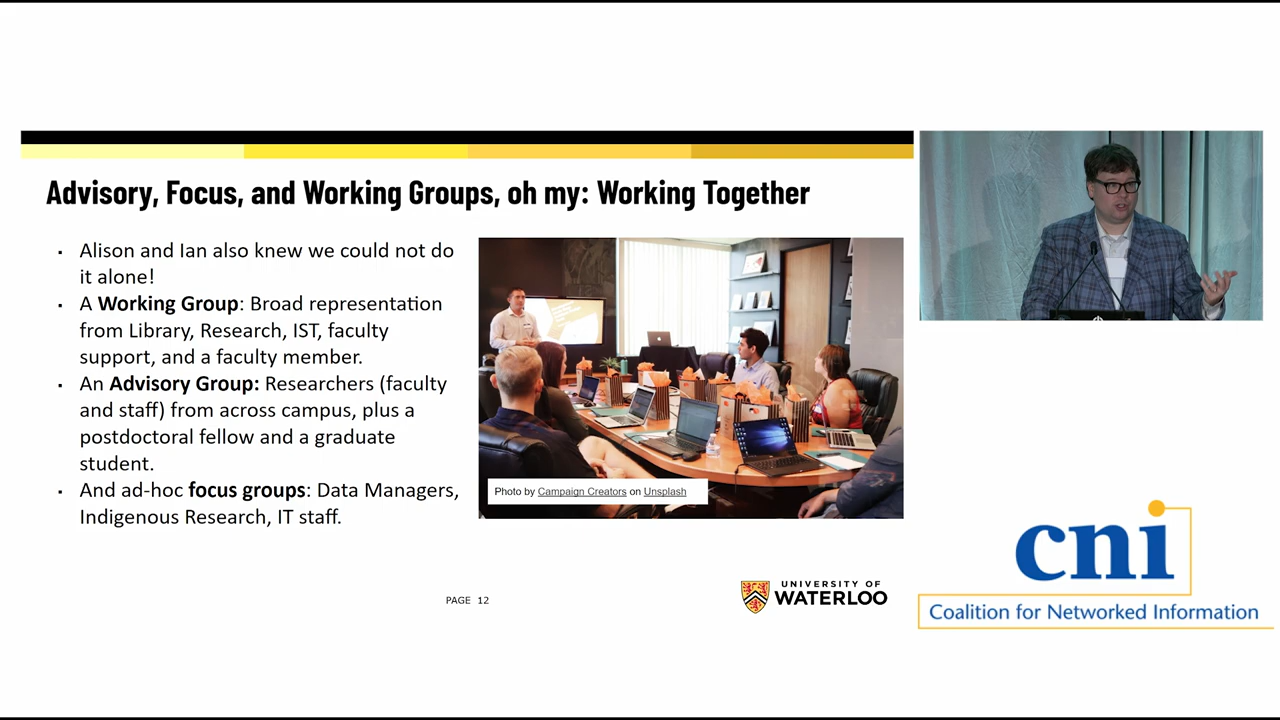 Advisory, Focus, and Working Groups, oh my: Working Together
▪ Alison and Ian also knew we could not do
it alone!
▪ A Working Group: Broad representation
from Library, Research, IST, faculty
support, and a faculty member.
▪ An Advisory Group: Researchers (faculty
and staff) from across campus, plus a
postdoctoral fellow and a graduate
student.
▪ And ad-hoc focus groups: Data Managers,
Indigenous Research, IT staff.
Photo by Campaign Creators on Unsplash
PAGE 12
UNIVERSITY OF
WATERLOO
cni
Coalition for Networked Information